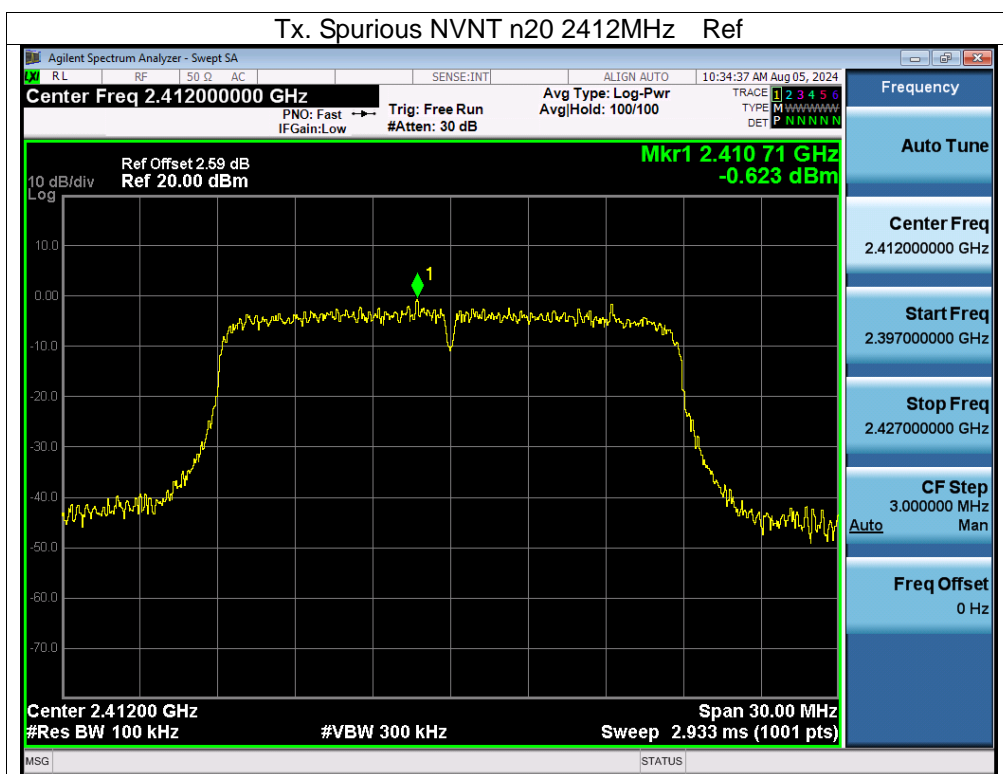 Tx. Spurious NVNT n20 2412MHz Ref
Agilent Spectrum Analyzer - Swept SA
LXI RL RF 50 Ω AC SENSE:INT ALIGN AUTO 10:34:37 AM Aug 05, 2024
Center Freq 2.412000000 GHz
PNO: Fast
IFGain:Low
Trig: Free Run
#Atten: 30 dB
Avg Type: Log-Pwr
Avg|Hold: 100/100
TRACE 1 2 3 4 5 6
TYPE M WWWWW
DET P N N N N N
Mkr1 2.410 71 GHz
-0.623 dBm
Ref Offset 2.59 dB
10 dB/div Ref 20.00 dBm
Log
10.0
0.00
-10.0
-20.0
-30.0
-40.0
-50.0
-60.0
-70.0
1
Center 2.41200 GHz Span 30.00 MHz
#Res BW 100 kHz #VBW 300 kHz Sweep 2.933 ms (1001 pts)
MSG STATUS
Frequency
Auto Tune
Center Freq
2.412000000 GHz
Start Freq
2.397000000 GHz
Stop Freq
2.427000000 GHz
CF Step
3.000000 MHz
Auto Man
Freq Offset
0 Hz